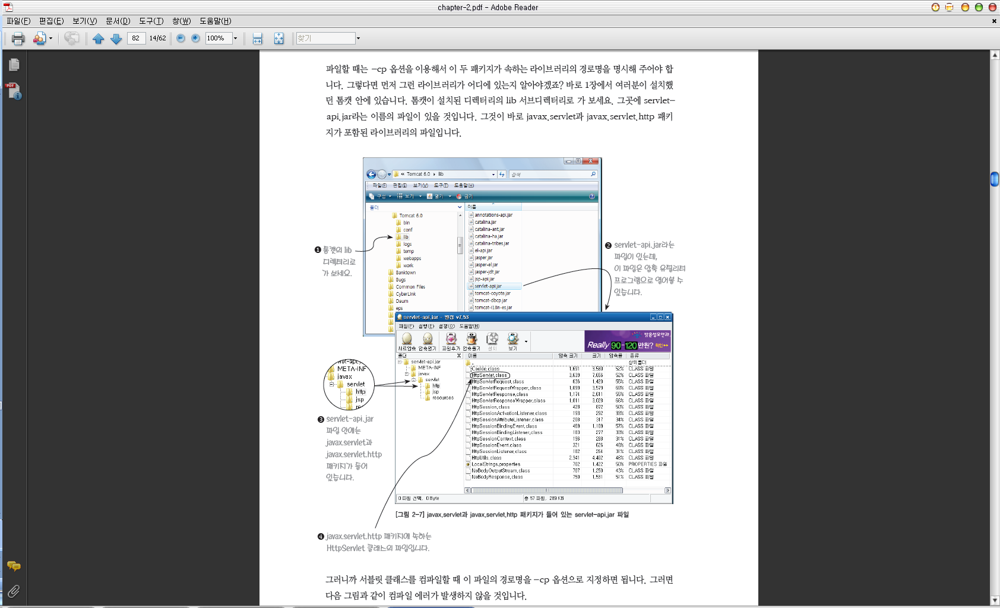 chapter-2.pdf - Adobe Reader
파일(F) 편집(E) 보기(V) 문서(D) 도구(T) 창(W) 도움말(H)
82 14/62 100% 찾기
파일할 때는 -cp 옵션을 이용해서 이 두 패키지가 속하는 라이브러리의 경로명을 명시해 주어야 합
니다. 그렇다면 먼저 그런 라이브러리가 어디에 있는지 알아야겠죠? 바로 1장에서 여러분이 설치했
던 톰캣 안에 있습니다. 톰캣이 설치된 디렉터리의 lib 서브디렉터리로 가 보세요. 그곳에 servlet-
api.jar라는 이름의 파일이 있을 것입니다. 그것이 바로 javax.servlet과 javax.servlet.http 패키
지가 포함된 라이브러리의 파일입니다.
« Tomcat 6.0 lib 검색
파일(F) 편집(E) 보기(V) 도구(T) 도움말(H)
구성 보기 열기 굽기
폴더
Tomcat 6.0
bin
conf
lib
logs
temp
webapps
work
Banktown
Bugs
Common Files
CyberLink
Daum
eps
이름
annotations-api.jar
catalina.jar
catalina-ant.jar
catalina-ha.jar
catalina-tribes.jar
el-api.jar
jasper.jar
jasper-el.jar
jasper-jdt.jar
jsp-api.jar
servlet-api.jar
tomcat-coyote.jar
tomcat-dbcp.jar
tomcat-i18n-es.jar
❶ 톰캣의 lib
디렉터리로
가 보세요.
❷ servlet-api.jar라는
파일이 있는데,
이 파일은 압축 유틸리티
프로그램으로 열어볼 수
있습니다.
servlet-api.jar - 알집 v7.53
파일(F) 실행(E) 설정(O) 도움말(H)
새로압축 압축열기 파일추가 압축풀기 설치 보기
밝은성모안과
Really 90-120만원? 확인
폴더 X
servlet-api.jar
META-INF
javax
servlet
http
jsp
resources
이름 압축 크기 크기 압축률 종류
.. 상위폴더
Cookie.class 1,691 3,580 52% CLASS 파일
HttpServlet.class 3,639 7,656 52% CLASS 파일
HttpServletRequest.class 636 1,420 55% CLASS 파일
HttpServletRequestWrapper.class 1,099 3,579 69% CLASS 파일
HttpServletResponse.class 1,174 2,611 55% CLASS 파일
HttpServletResponseWrapper.class 1,011 3,028 66% CLASS 파일
HttpSession.class 428 872 50% CLASS 파일
HttpSessionActivationListener.class 193 292 33% CLASS 파일
HttpSessionAttributeListener.class 208 317 34% CLASS 파일
HttpSessionBindingEvent.class 469 1,109 57% CLASS 파일
HttpSessionBindingListener.class 183 277 33% CLASS 파일
HttpSessionContext.class 196 288 31% CLASS 파일
HttpSessionEvent.class 321 626 48% CLASS 파일
HttpSessionListener.class 182 264 31% CLASS 파일
HttpUtils.class 2,341 4,402 46% CLASS 파일
LocalStrings.properties 702 1,422 50% PROPERTIES 파일
NoBodyOutputStream.class 707 1,250 43% CLASS 파일
NoBodyResponse.class 750 1,531 51% CLASS 파일
0 파일 선택, 0 Byte 총 57 파일, 289 KB
META-INF
javax
servlet
http
jsp
❸ servlet-api.jar
파일 안에는
javax.servlet과
javax.servlet.http
패키지가 들어
있습니다.
[그림 2-7] javax.servlet과 javax.servlet.http 패키지가 들어 있는 servlet-api.jar 파일
❹ javax.servlet.http 패키지에 속하는
HttpServlet 클래스의 파일입니다.
그러니까 서블릿 클래스를 컴파일할 때 이 파일의 경로명을 -cp 옵션으로 지정하면 됩니다. 그러면
다음 그림과 같이 컴파일 에러가 발생하지 않을 것입니다.